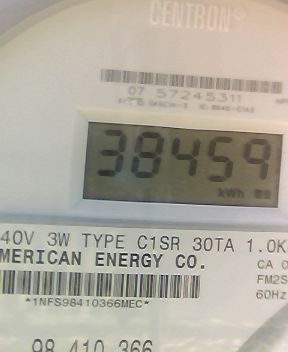 CENTRON®
07 57245311
38459
kWh
40V 3W TYPE C1SR 30TA 1.0K
MERICAN ENERGY CO.
CA 0
FM2S
*1NFS98410366MEC*
60Hz
98 410 366